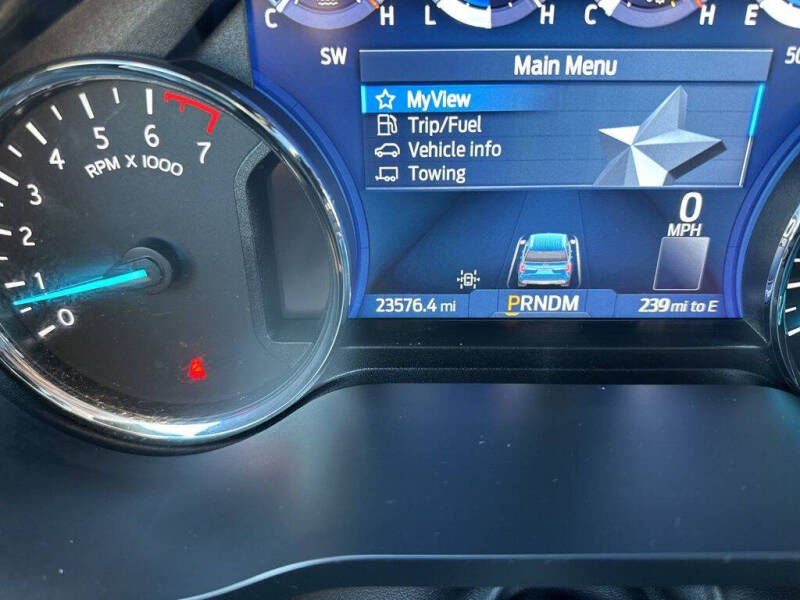 C H L H C H E
SW 50
Main Menu
MyView
Trip/Fuel
Vehicle info
Towing
0
MPH
23576.4 mi PRNDM 239 mi to E
0 1 2 3 4 5 6 7
RPM X 1000